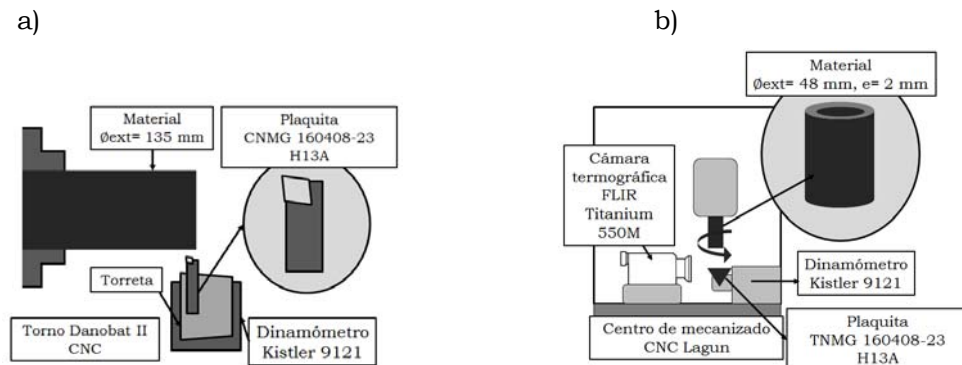 a)
Material
Øext= 135 mm
Plaquita
CNMG 160408-23
H13A
Torreta
Torno Danobat II
CNC
Dinamómetro
Kistler 9121
b)
Material
Øext= 48 mm, e= 2 mm
Cámara
termográfica
FLIR
Titanium
550M
Dinamómetro
Kistler 9121
Centro de mecanizado
CNC Lagun
Plaquita
TNMG 160408-23
H13A